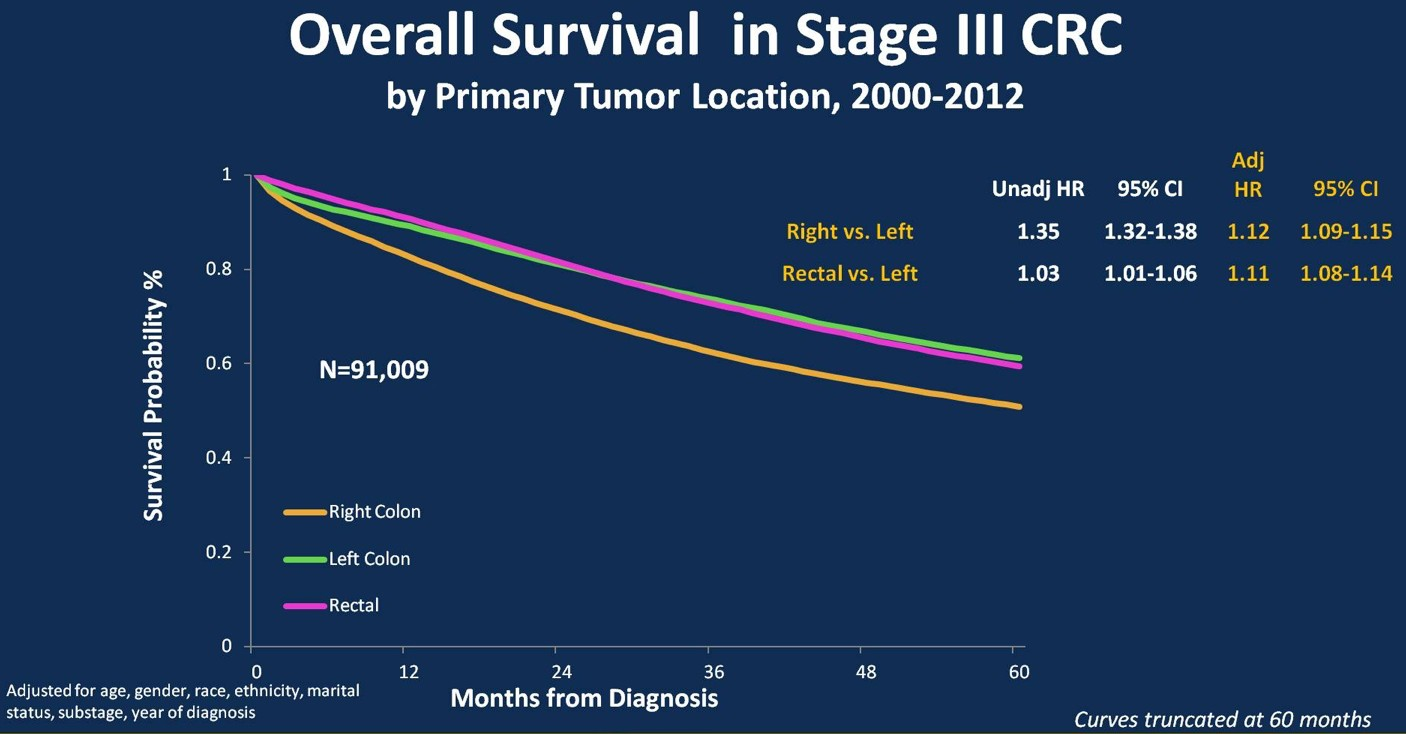 Overall Survival in Stage III CRC
by Primary Tumor Location, 2000-2012
Adj
Unadj HR 95% CI HR 95% CI
Right vs. Left 1.35 1.32-1.38 1.12 1.09-1.15
Rectal vs. Left 1.03 1.01-1.06 1.11 1.08-1.14
Survival Probability %
1
0.8
0.6
0.4
0.2
0
N=91,009
Right Colon
Left Colon
Rectal
0 12 24 36 48 60
Months from Diagnosis
Adjusted for age, gender, race, ethnicity, marital
status, substage, year of diagnosis
Curves truncated at 60 months